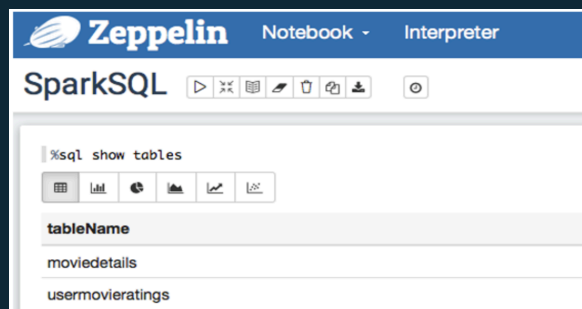 Zeppelin Notebook Interpreter
SparkSQL
%sql show tables
tableName
moviedetails
usermovieratings